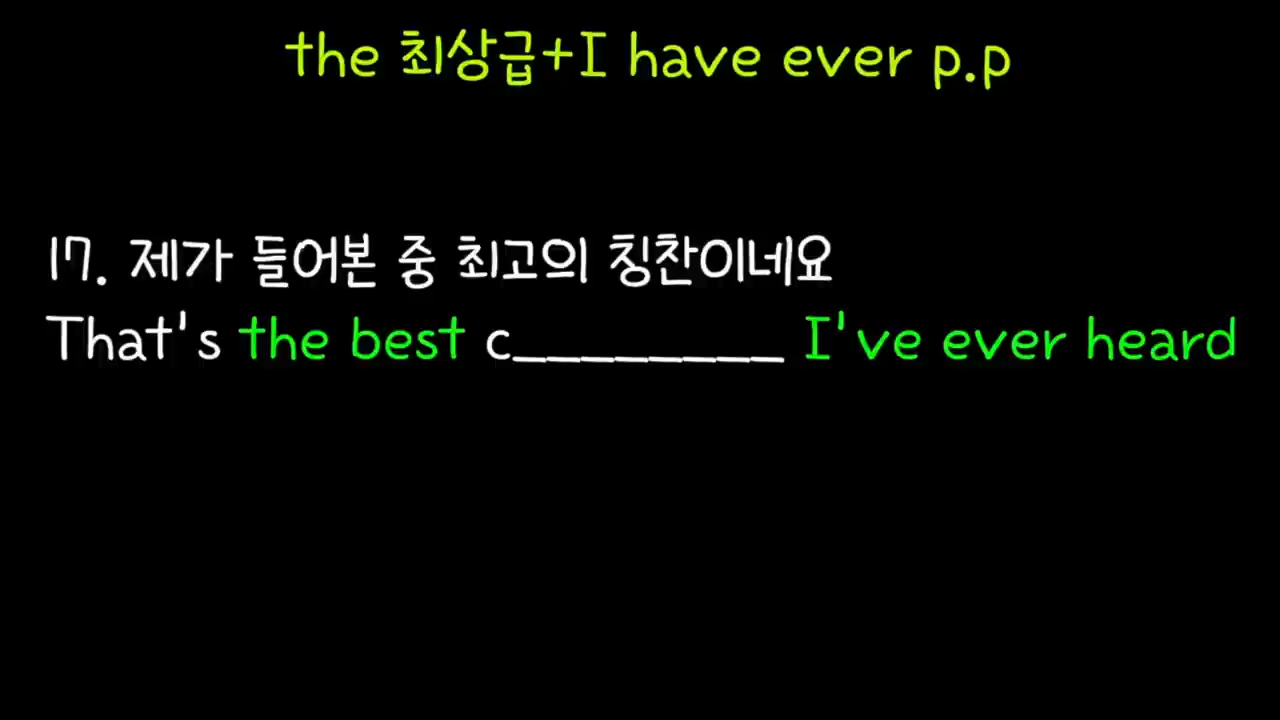 the 최상급+I have ever p.p
17. 제가 들어본 중 최고의 칭찬이네요
That's the best c________ I've ever heard